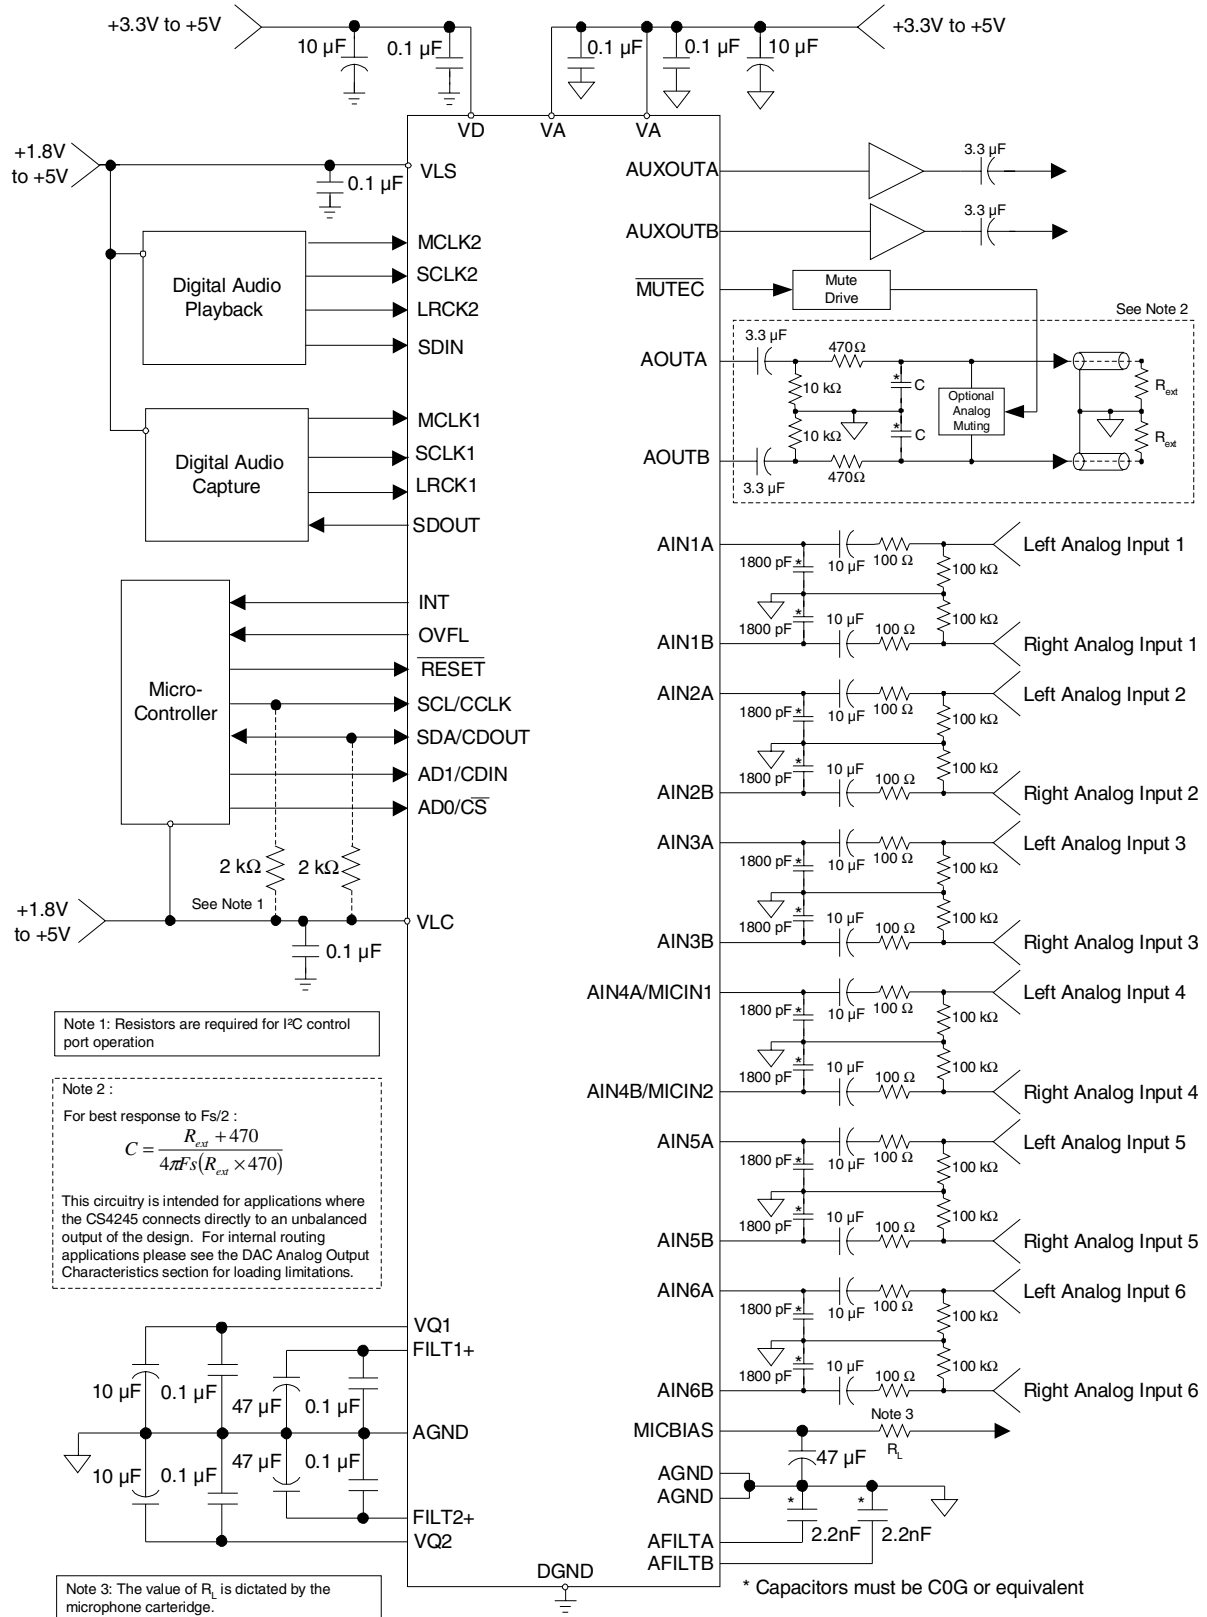 +3.3V to +5V
10 µF
0.1 µF
0.1 µF
0.1 µF
10 µF
+3.3V to +5V
VD
VA
VA
+1.8V
to +5V
0.1 µF
VLS
Digital Audio
Playback
MCLK2
SCLK2
LRCK2
SDIN
Digital Audio
Capture
MCLK1
SCLK1
LRCK1
SDOUT
Micro-
Controller
INT
OVFL
RESET
SCL/CCLK
SDA/CDOUT
AD1/CDIN
AD0/CS
2 kΩ
2 kΩ
See Note 1
+1.8V
to +5V
VLC
0.1 µF
Note 1: Resistors are required for I²C control
port operation
Note 2 :
For best response to Fs/2 :
C = (R_ext + 470) / (4πFs(R_ext × 470))
This circuitry is intended for applications where
the CS4245 connects directly to an unbalanced
output of the design. For internal routing
applications please see the DAC Analog Output
Characteristics section for loading limitations.
VQ1
FILT1+
10 µF
0.1 µF
47 µF
0.1 µF
AGND
10 µF
0.1 µF
47 µF
0.1 µF
FILT2+
VQ2
Note 3: The value of R_L is dictated by the
microphone carteridge.
DGND
AUXOUTA
3.3 µF
AUXOUTB
3.3 µF
MUTEC
Mute
Drive
See Note 2
AOUTA
3.3 µF
470Ω
10 kΩ
* C
R_ext
Optional
Analog
Muting
10 kΩ
* C
R_ext
AOUTB
3.3 µF
470Ω
AIN1A
1800 pF *
10 µF
100 Ω
100 kΩ
Left Analog Input 1
AIN1B
1800 pF *
10 µF
100 Ω
100 kΩ
Right Analog Input 1
AIN2A
1800 pF *
10 µF
100 Ω
100 kΩ
Left Analog Input 2
AIN2B
1800 pF *
10 µF
100 Ω
100 kΩ
Right Analog Input 2
AIN3A
1800 pF *
10 µF
100 Ω
100 kΩ
Left Analog Input 3
AIN3B
1800 pF *
10 µF
100 Ω
100 kΩ
Right Analog Input 3
AIN4A/MICIN1
1800 pF *
10 µF
100 Ω
100 kΩ
Left Analog Input 4
AIN4B/MICIN2
1800 pF *
10 µF
100 Ω
100 kΩ
Right Analog Input 4
AIN5A
1800 pF *
10 µF
100 Ω
100 kΩ
Left Analog Input 5
AIN5B
1800 pF *
10 µF
100 Ω
100 kΩ
Right Analog Input 5
AIN6A
1800 pF *
10 µF
100 Ω
100 kΩ
Left Analog Input 6
AIN6B
1800 pF *
10 µF
100 Ω
100 kΩ
Right Analog Input 6
MICBIAS
Note 3
R_L
47 µF
AGND
AGND
*
2.2nF
*
2.2nF
AFILTA
AFILTB
* Capacitors must be C0G or equivalent